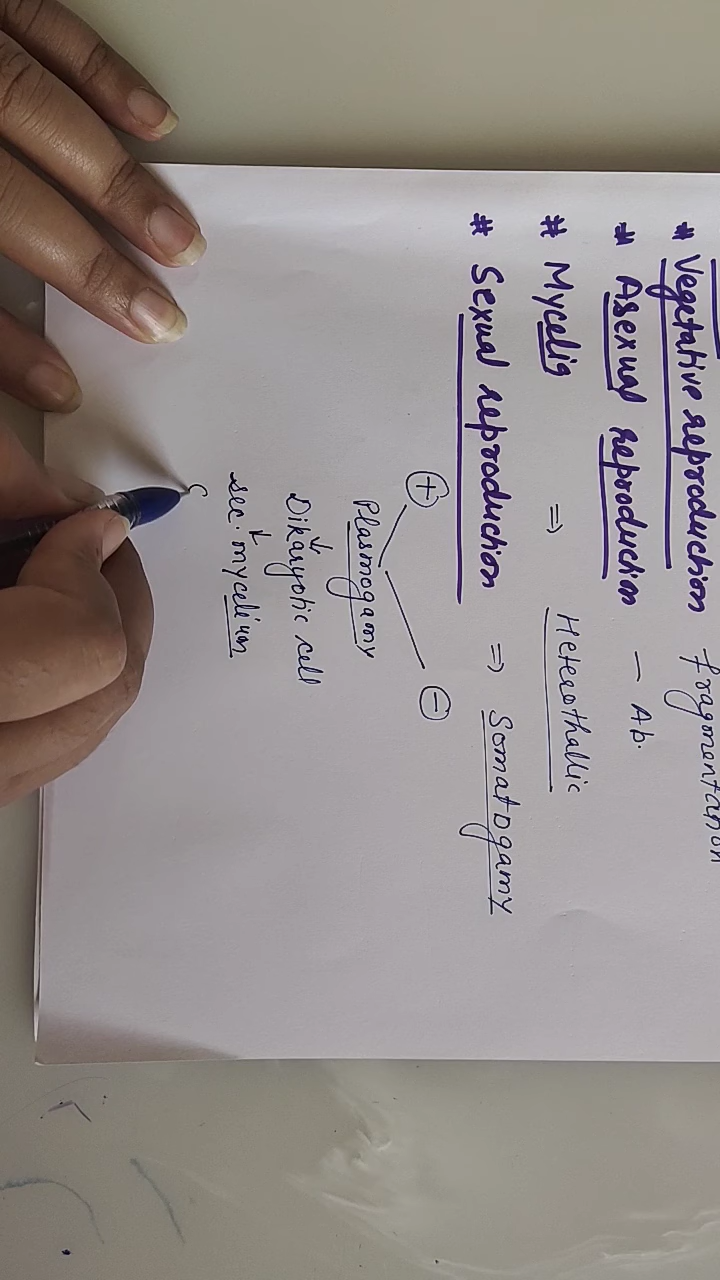 # Vegetative reproduction fragmentation
# Asexual reproduction - Ab.
# Mycelia ⇒ Heterothallic
# Sexual reproduction ⇒ Somatogamy
+ -
Plasmogamy
↓
Dikaryotic cell
↓
sec. mycelium